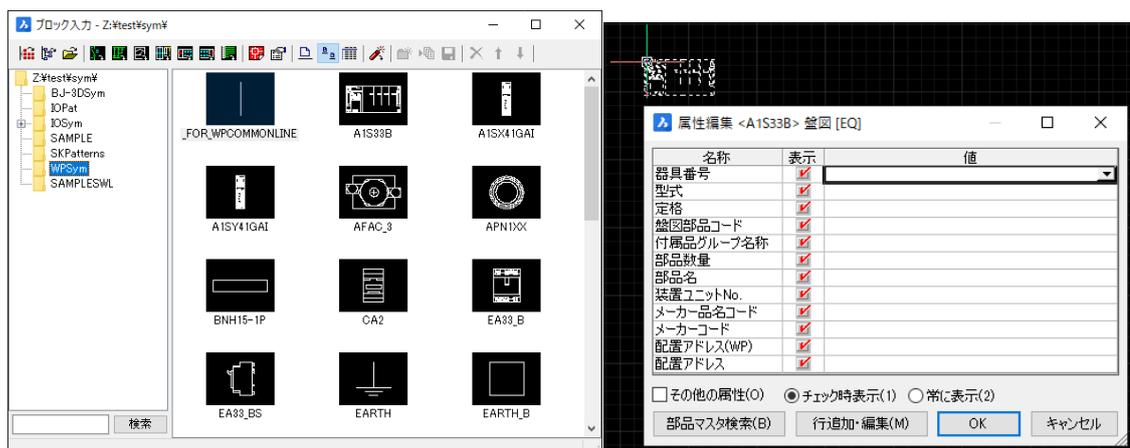 ブロック入力 - Z:¥test¥sym¥
Z:¥test¥sym¥
BJ-3DSym
IOPat
IOSym
SAMPLE
SKPatterns
WPSym
SAMPLESWL
_FOR_WPCOMMONLINE
A1S33B
A1SX41GAI
A1SY41GAI
AFAC_3
APN1XX
BNH15-1P
CA2
EA33_B
EA33_BS
EARTH
EARTH_B
検索
属性編集 <A1S33B> 盤図 [EQ]
名称 表示 値
器具番号
型式
定格
盤図部品コード
付属品グループ名称
部品数量
部品名
装置ユニットNo.
メーカー品名コード
メーカーコード
配置アドレス(WP)
配置アドレス
その他の属性(O) チェック時表示(1) 常に表示(2)
部品マスタ検索(B) 行追加・編集(M) OK キャンセル